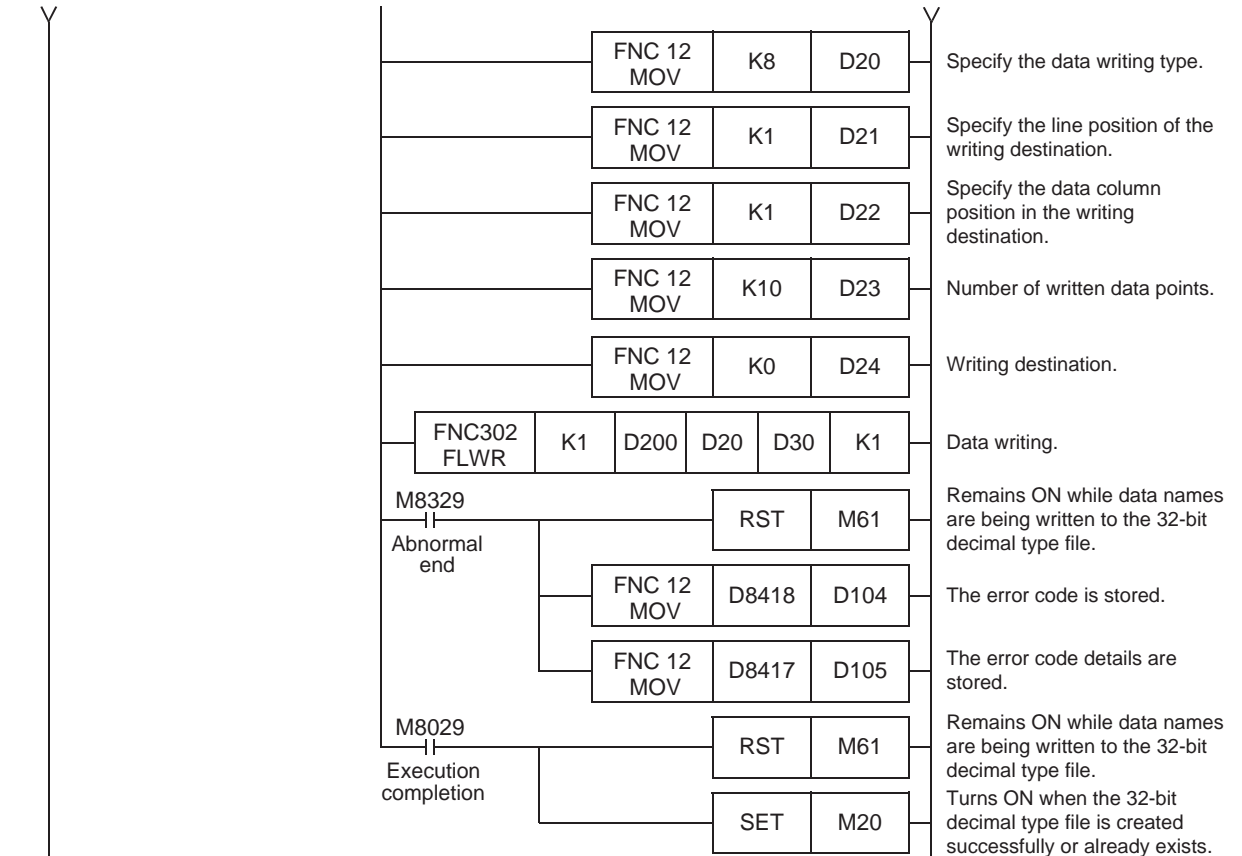 FNC 12
MOV
K8
D20
Specify the data writing type.
FNC 12
MOV
K1
D21
Specify the line position of the
writing destination.
FNC 12
MOV
K1
D22
Specify the data column
position in the writing
destination.
FNC 12
MOV
K10
D23
Number of written data points.
FNC 12
MOV
K0
D24
Writing destination.
FNC302
FLWR
K1
D200
D20
D30
K1
Data writing.
M8329
Abnormal
end
RST
M61
Remains ON while data names
are being written to the 32-bit
decimal type file.
FNC 12
MOV
D8418
D104
The error code is stored.
FNC 12
MOV
D8417
D105
The error code details are
stored.
M8029
Execution
completion
RST
M61
Remains ON while data names
are being written to the 32-bit
decimal type file.
SET
M20
Turns ON when the 32-bit
decimal type file is created
successfully or already exists.